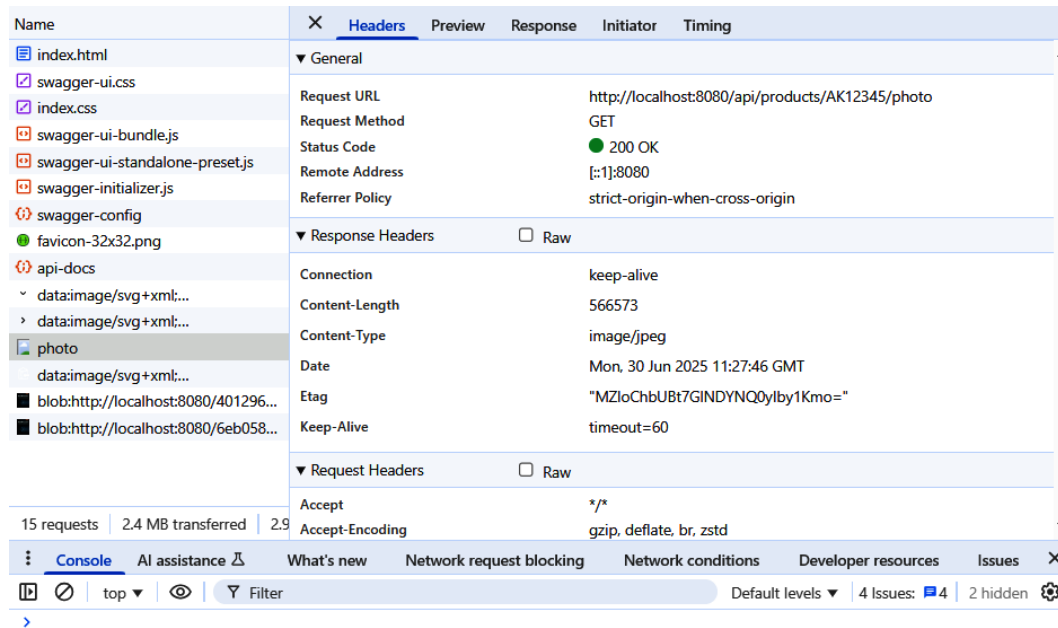 Name
index.html
swagger-ui.css
index.css
swagger-ui-bundle.js
swagger-ui-standalone-preset.js
swagger-initializer.js
swagger-config
favicon-32x32.png
api-docs
data:image/svg+xml;...
data:image/svg+xml;...
photo
data:image/svg+xml;...
blob:http://localhost:8080/401296...
blob:http://localhost:8080/6eb058...
15 requests 2.4 MB transferred 2.9
Headers Preview Response Initiator Timing
General
Request URL http://localhost:8080/api/products/AK12345/photo
Request Method GET
Status Code 200 OK
Remote Address [::1]:8080
Referrer Policy strict-origin-when-cross-origin
Response Headers Raw
Connection keep-alive
Content-Length 566573
Content-Type image/jpeg
Date Mon, 30 Jun 2025 11:27:46 GMT
Etag "MZIoChbUBt7GINDYNQ0yIby1Kmo="
Keep-Alive timeout=60
Request Headers Raw
Accept */*
Accept-Encoding gzip, deflate, br, zstd
Console AI assistance What's new Network request blocking Network conditions Developer resources Issues
top Filter Default levels 4 Issues: 4 2 hidden